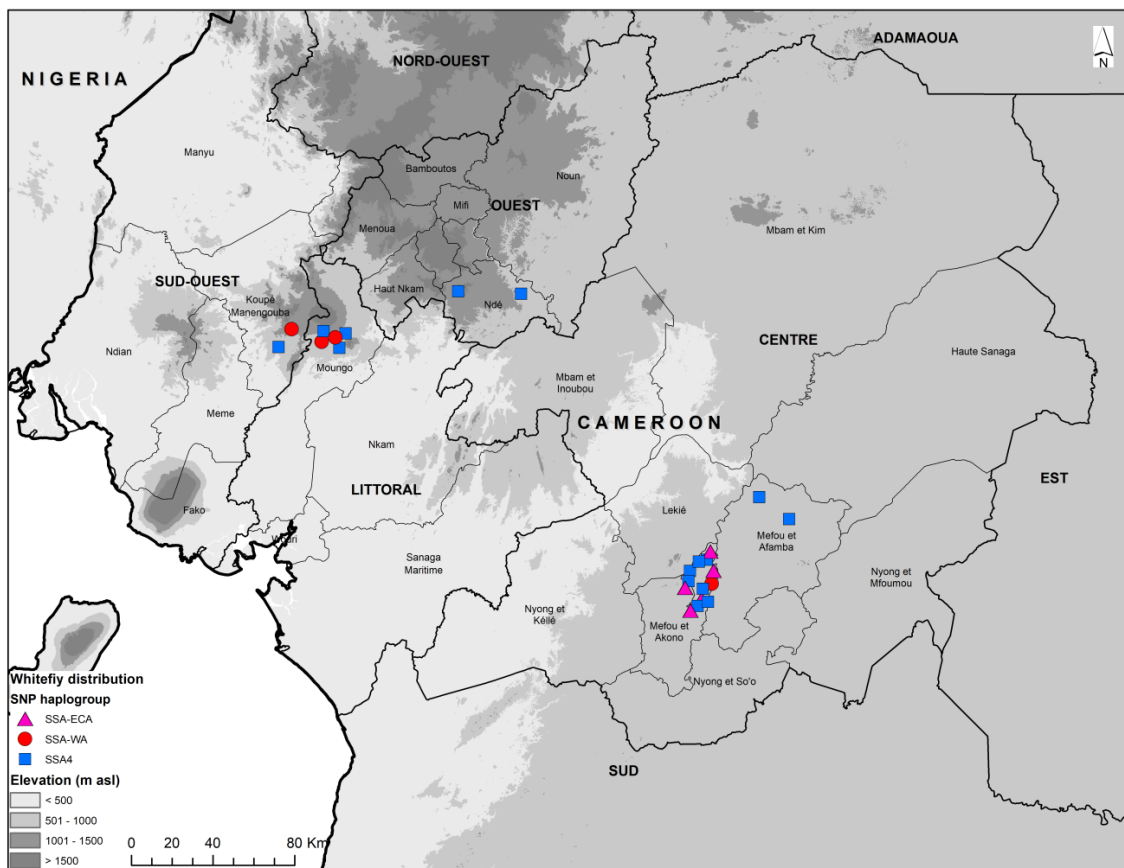 ADAMAOUA
N
NORD-OUEST
NIGERIA
Manyu
Bamboutos
Noun
Mifi
OUEST
Menoua
Mbam et Kim
SUD-OUEST
Haut Nkam
Koupé
Manengouba
Ndé
Ndian
CENTRE
Haute Sanaga
Moungo
Mbam et
Inoubou
Meme
CAMEROON
Nkam
EST
LITTORAL
Lekié
Fako
Mefou et
Afamba
Wouri
Sanaga
Maritime
Nyong et
Mfoumou
Nyong et
Kéllé
Mefou et
Akono
Nyong et So'o
SUD
Whitefly distribution
SNP haplogroup
SSA-ECA
SSA-WA
SSA4
Elevation (m asl)
< 500
501 - 1000
1001 - 1500
> 1500
0 20 40 80 Km